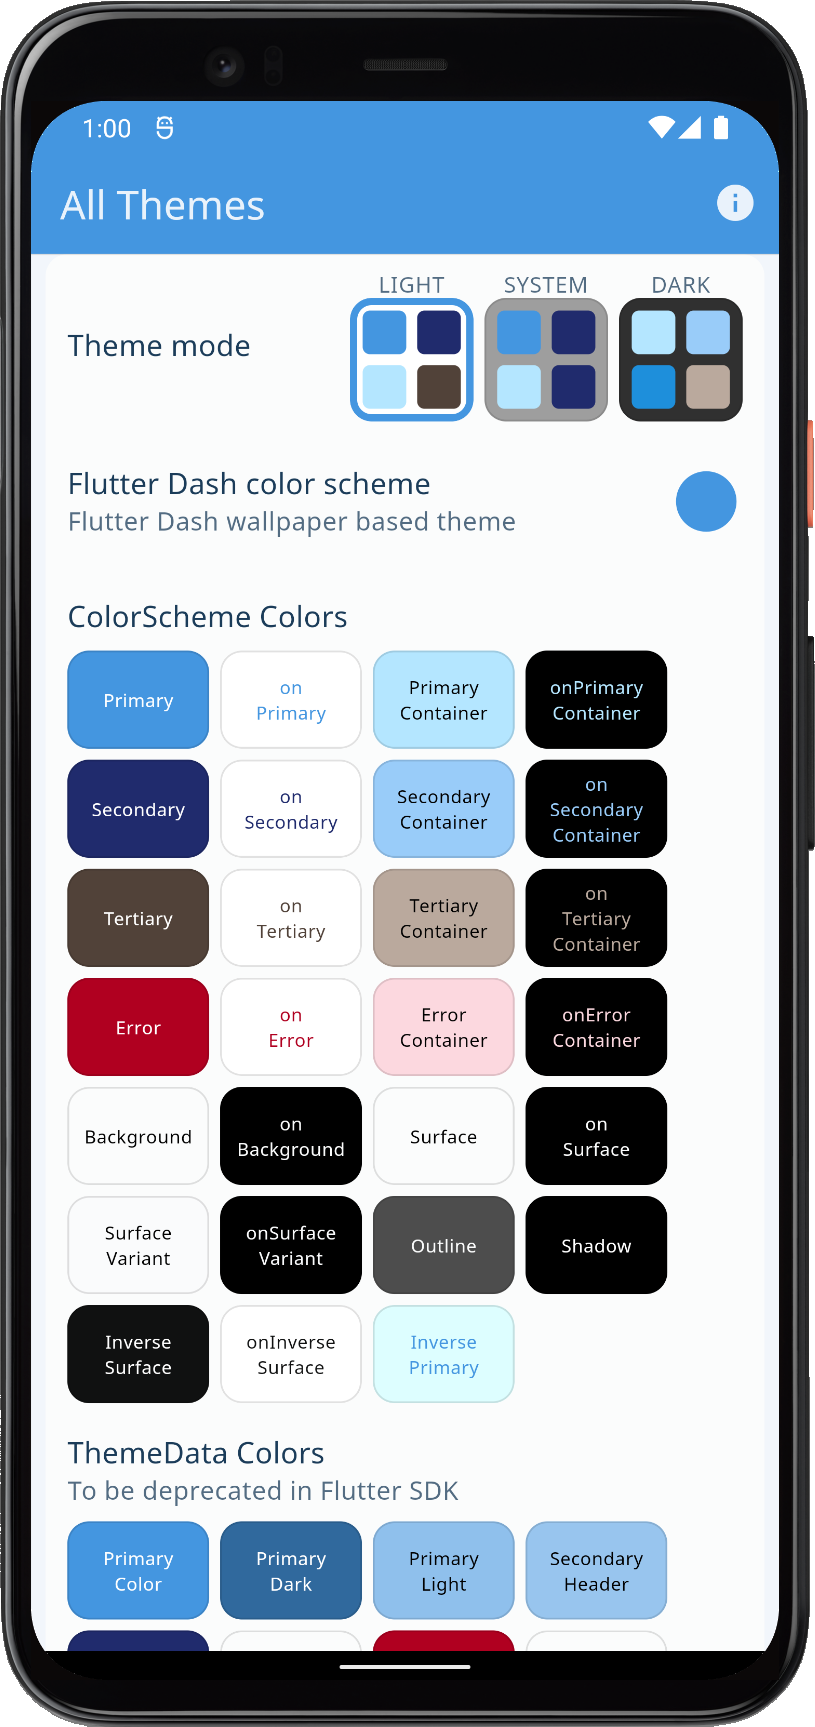 1:00
All Themes
LIGHT SYSTEM DARK
Theme mode
Flutter Dash color scheme
Flutter Dash wallpaper based theme
ColorScheme Colors
Primary
on
Primary
Primary
Container
onPrimary
Container
Secondary
on
Secondary
Secondary
Container
on
Secondary
Container
Tertiary
on
Tertiary
Tertiary
Container
on
Tertiary
Container
Error
on
Error
Error
Container
onError
Container
Background
on
Background
Surface
on
Surface
Surface
Variant
onSurface
Variant
Outline
Shadow
Inverse
Surface
onInverse
Surface
Inverse
Primary
ThemeData Colors
To be deprecated in Flutter SDK
Primary
Color
Primary
Dark
Primary
Light
Secondary
Header